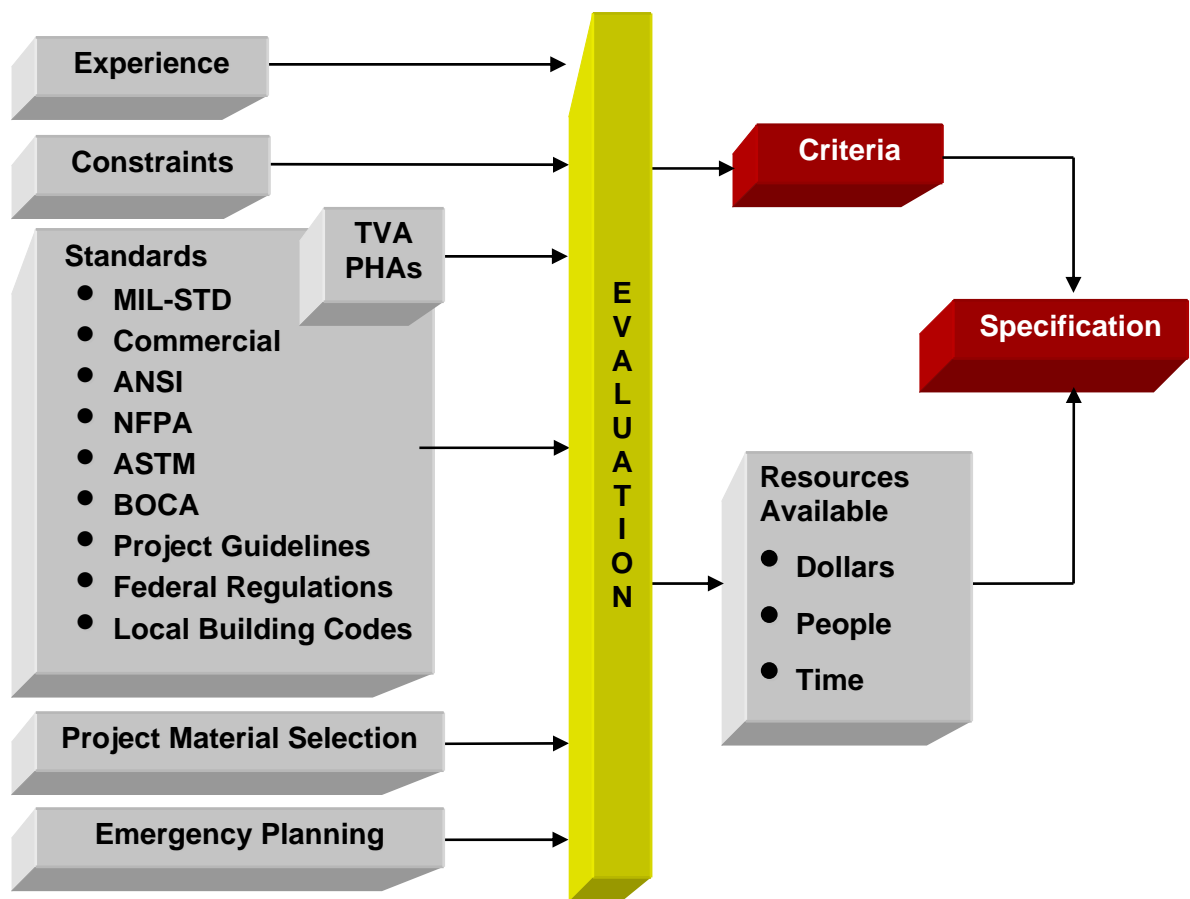 Experience
Constraints
TVA
PHAs
Standards
• MIL-STD
• Commercial
• ANSI
• NFPA
• ASTM
• BOCA
• Project Guidelines
• Federal Regulations
• Local Building Codes
Project Material Selection
Emergency Planning
E
V
A
L
U
A
T
I
O
N
Criteria
Specification
Resources
Available
• Dollars
• People
• Time